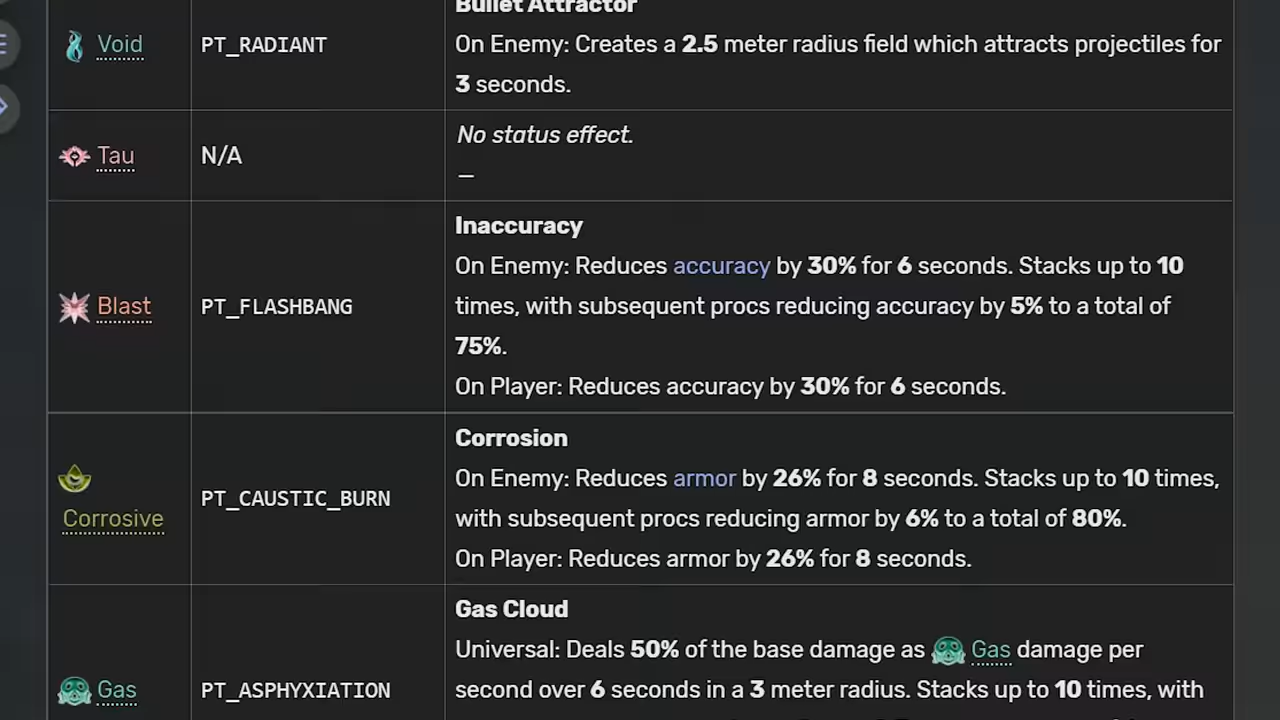 Bullet Attractor
Void
PT_RADIANT
On Enemy: Creates a 2.5 meter radius field which attracts projectiles for
3 seconds.
Tau
N/A
No status effect.
—
Blast
PT_FLASHBANG
Inaccuracy
On Enemy: Reduces accuracy by 30% for 6 seconds. Stacks up to 10
times, with subsequent procs reducing accuracy by 5% to a total of
75%.
On Player: Reduces accuracy by 30% for 6 seconds.
Corrosive
PT_CAUSTIC_BURN
Corrosion
On Enemy: Reduces armor by 26% for 8 seconds. Stacks up to 10 times,
with subsequent procs reducing armor by 6% to a total of 80%.
On Player: Reduces armor by 26% for 8 seconds.
Gas
PT_ASPHYXIATION
Gas Cloud
Universal: Deals 50% of the base damage as Gas damage per
second over 6 seconds in a 3 meter radius. Stacks up to 10 times, with